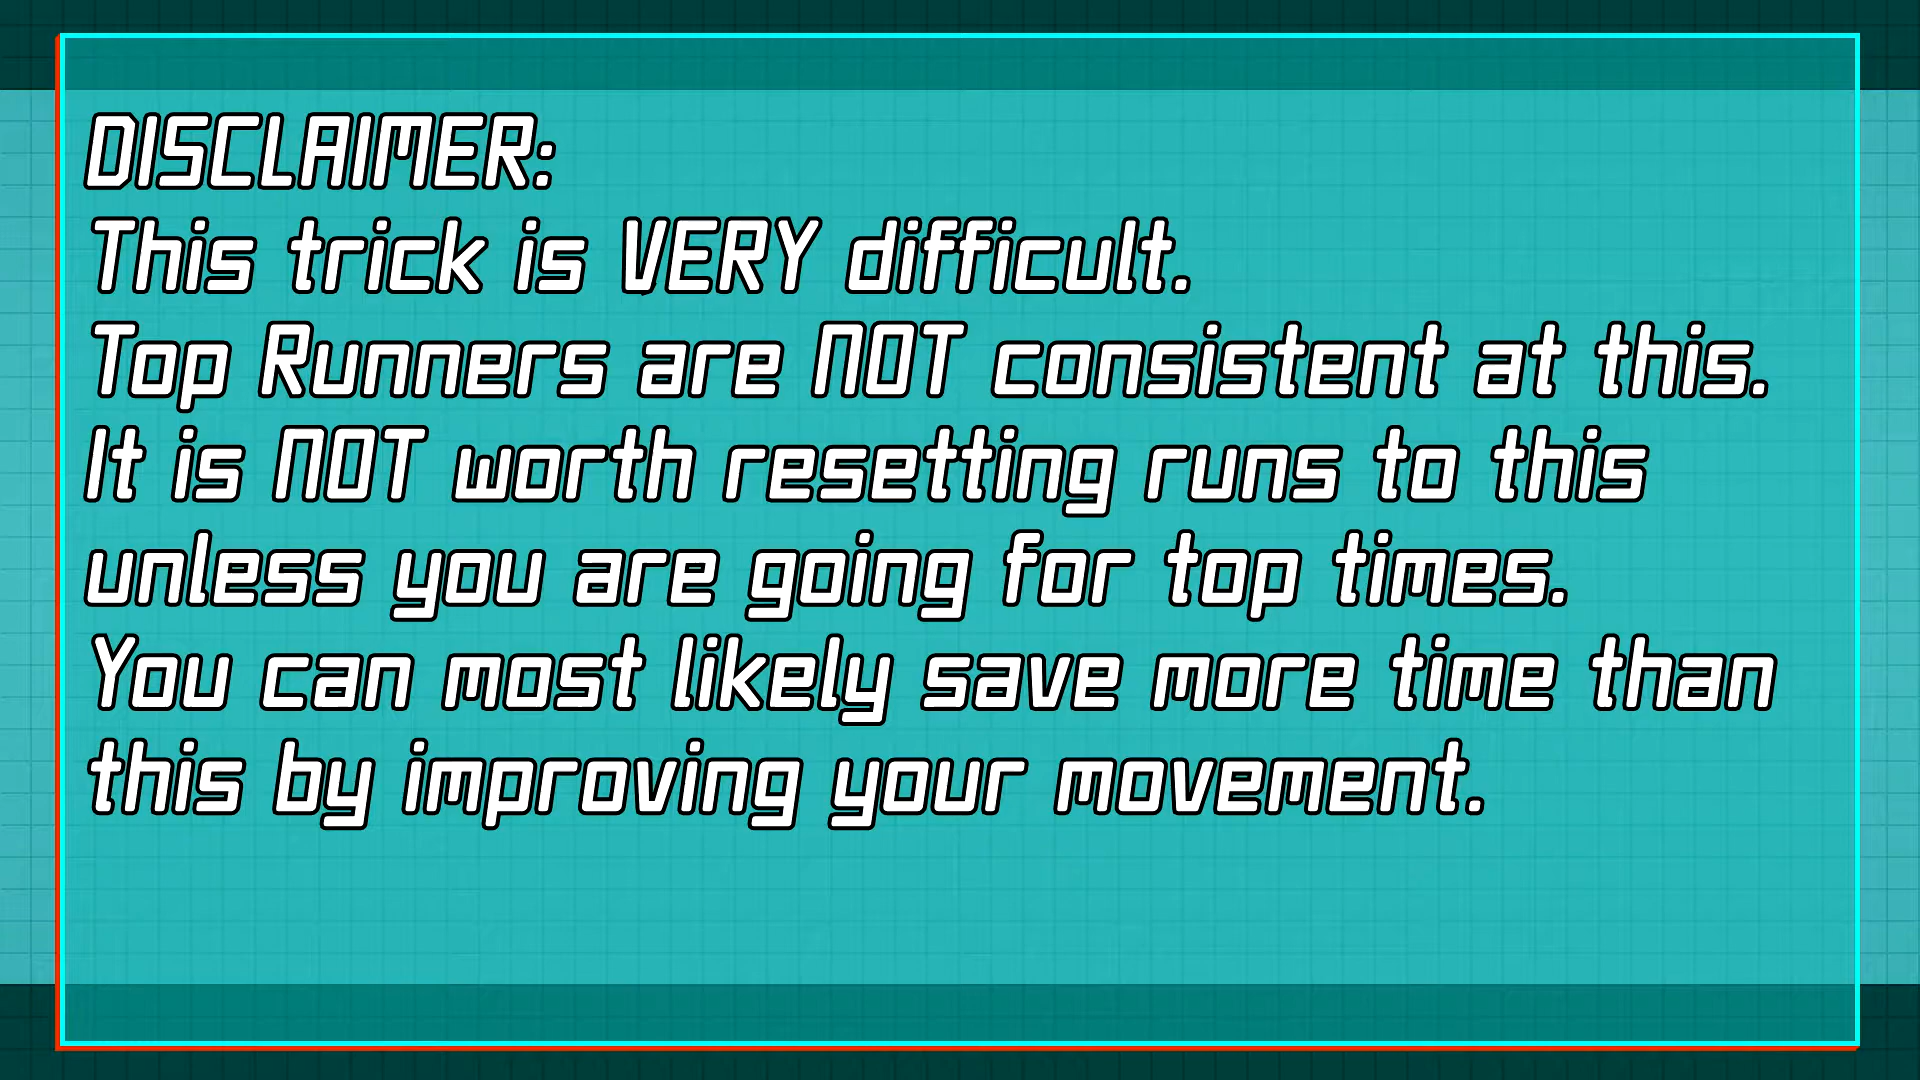 DISCLAIMER:
This trick is VERY difficult.
Top Runners are NOT consistent at this.
It is NOT worth resetting runs to this
unless you are going for top times.
You can most likely save more time than
this by improving your movement.